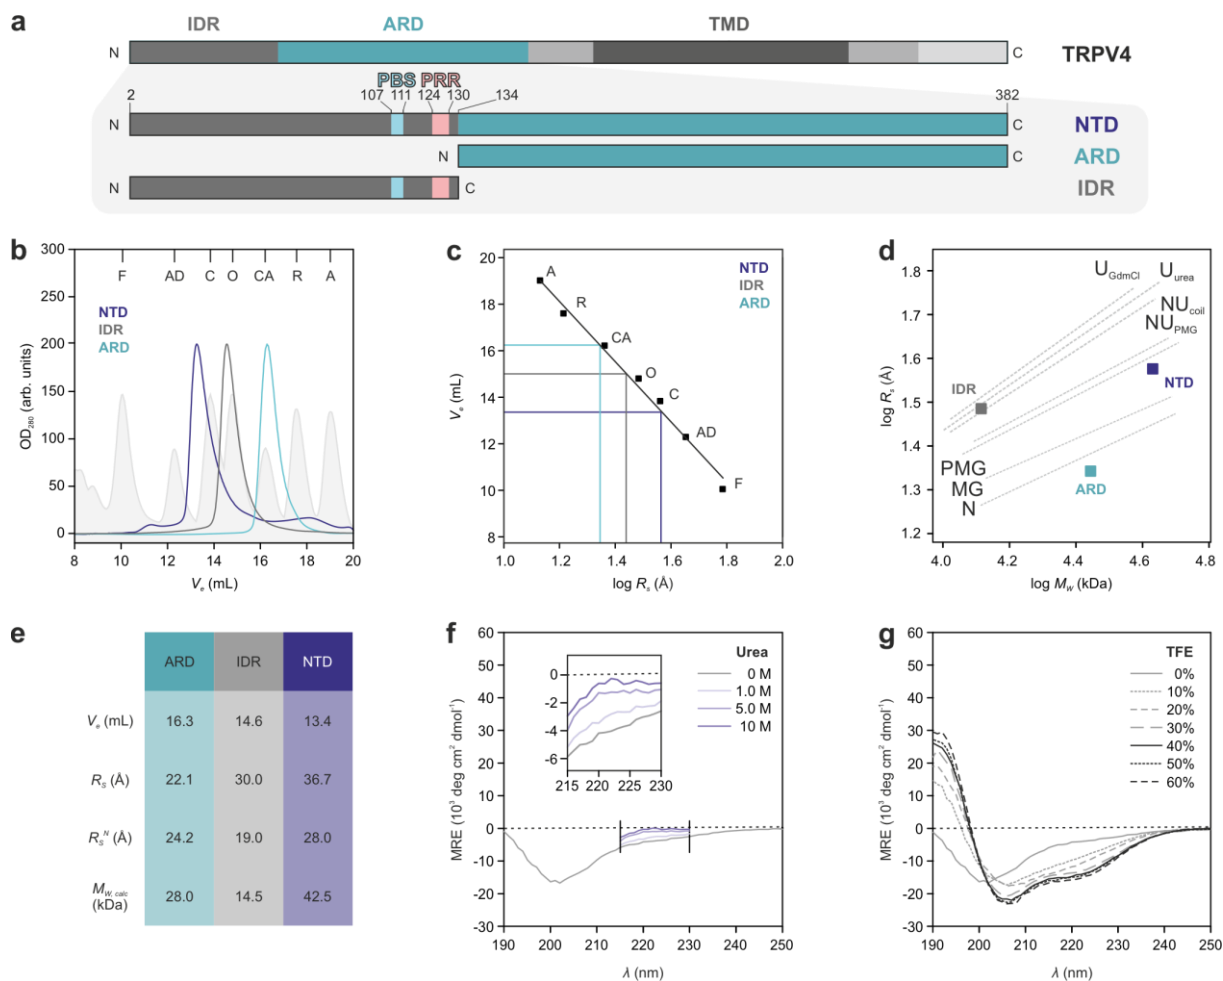 a
IDR ARD TMD
N C TRPV4
PBS PRR
2 107 111 124 130 134 382
N C NTD
N C ARD
N C IDR
b
300
250
200
150
100
50
0
F AD C O CA R A
NTD
IDR
ARD
OD280 (arb. units)
8 10 12 14 16 18 20
Ve (mL)
c
20
18
16
14
12
10
8
A
R
CA
O
C
AD
F
NTD
IDR
ARD
Ve (mL)
1.0 1.2 1.4 1.6 1.8 2.0
log Rs (Å)
d
1.8
1.7
1.6
1.5
1.4
1.3
1.2
UGdmCl Uurea
NUcoil
NUPMG
IDR
NTD
PMG
MG
N
ARD
log Rs (Å)
4.0 4.2 4.4 4.6 4.8
log MW (kDa)
e
ARD IDR NTD
Ve (mL) 16.3 14.6 13.4
RS (Å) 22.1 30.0 36.7
RSN (Å) 24.2 19.0 28.0
MW, calc (kDa) 28.0 14.5 42.5
f
60
50
40
30
20
10
0
-10
-20
-30
MRE (10³ deg cm² dmol⁻¹)
0
-2
-4
-6
215 220 225 230
Urea
0 M
1.0 M
5.0 M
10 M
190 200 210 220 230 240 250
λ (nm)
g
60
50
40
30
20
10
0
-10
-20
-30
MRE (10³ deg cm² dmol⁻¹)
TFE
0%
10%
20%
30%
40%
50%
60%
190 200 210 220 230 240 250
λ (nm)